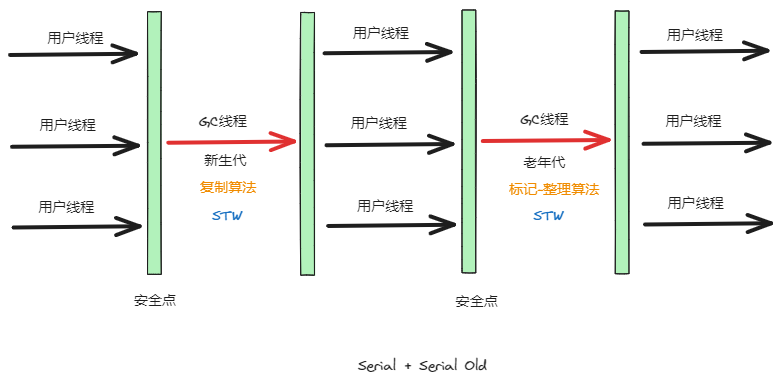 用户线程
用户线程
用户线程
GC线程
新生代
复制算法
STW
用户线程
用户线程
用户线程
GC线程
老年代
标记-整理算法
STW
用户线程
用户线程
用户线程
安全点
安全点
Serial + Serial Old